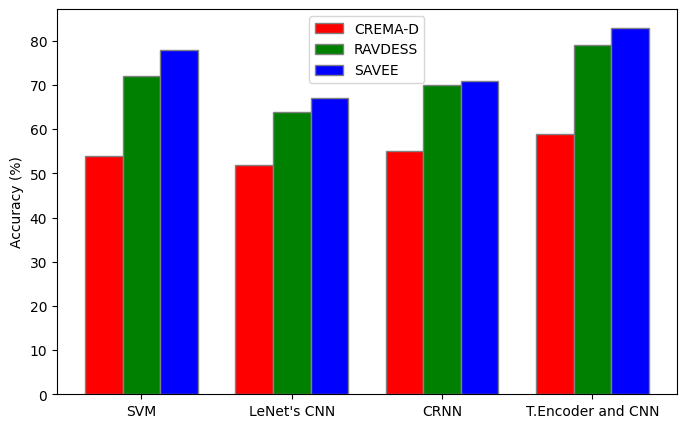 CREMA-D
RAVDESS
SAVEE
Accuracy (%)
80
70
60
50
40
30
20
10
0
SVM
LeNet's CNN
CRNN
T.Encoder and CNN